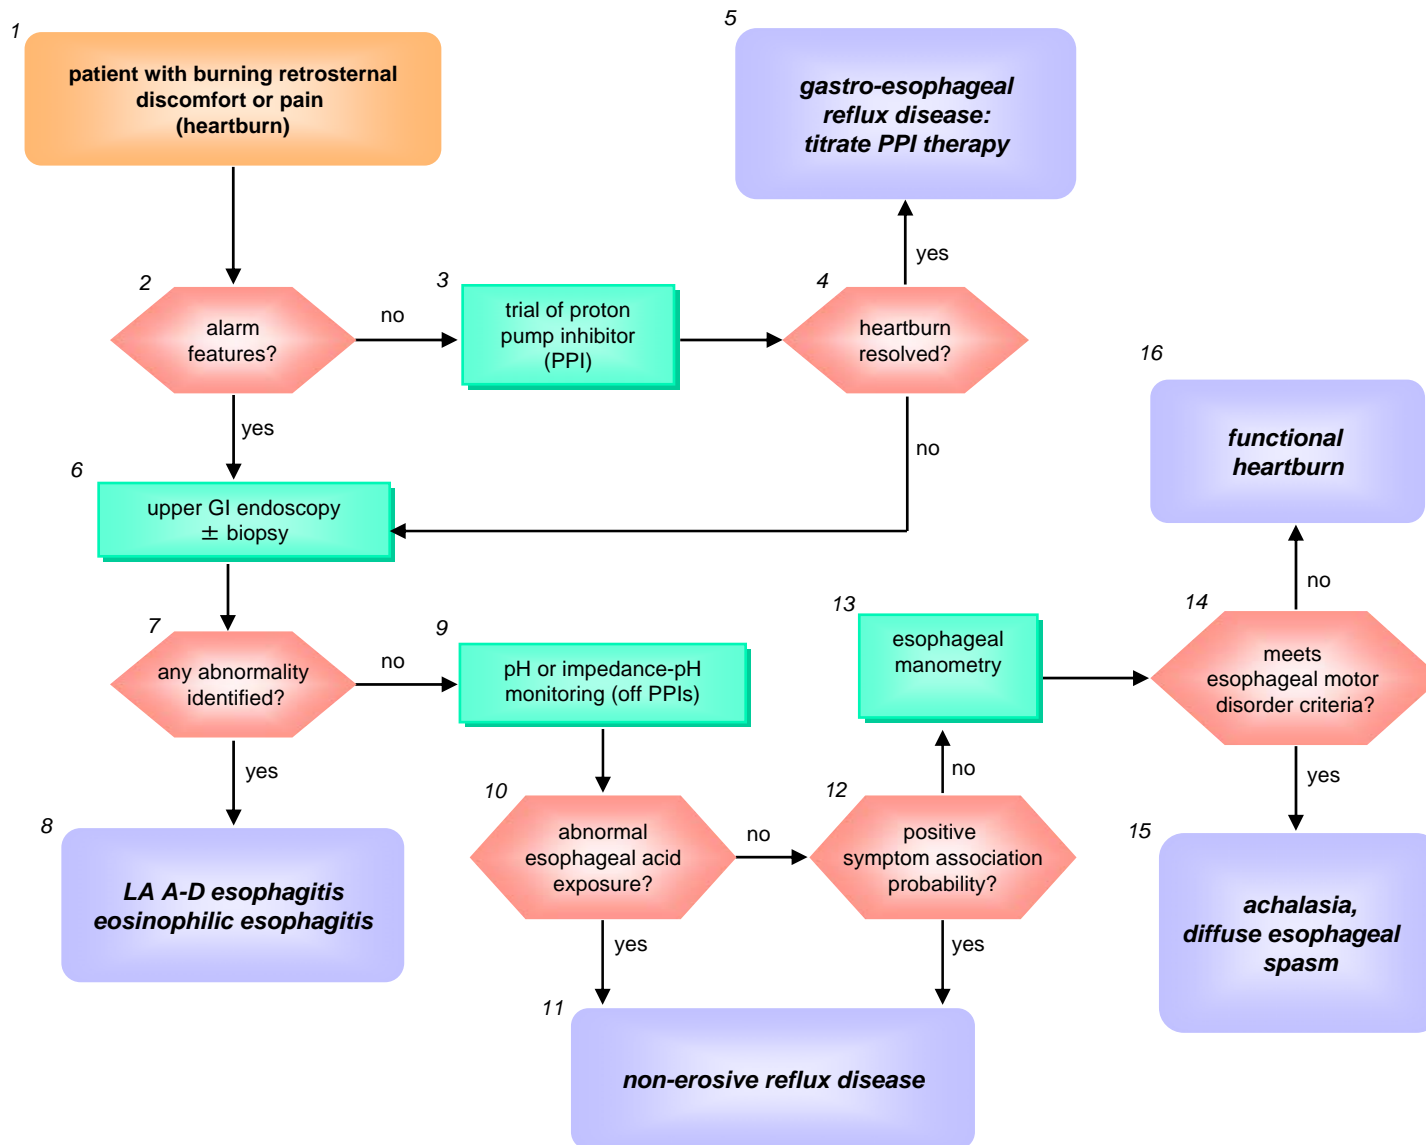 1
patient with burning retrosternal
discomfort or pain
(heartburn)
5
gastro-esophageal
reflux disease:
titrate PPI therapy
yes
2
alarm
features?
no
3
trial of proton
pump inhibitor
(PPI)
4
heartburn
resolved?
16
functional
heartburn
yes
no
6
upper GI endoscopy
± biopsy
no
7
any abnormality
identified?
no
9
pH or impedance-pH
monitoring (off PPIs)
13
esophageal
manometry
14
meets
esophageal motor
disorder criteria?
yes
no
yes
8
LA A-D esophagitis
eosinophilic esophagitis
10
abnormal
esophageal acid
exposure?
no
12
positive
symptom association
probability?
15
achalasia,
diffuse esophageal
spasm
yes
yes
11
non-erosive reflux disease